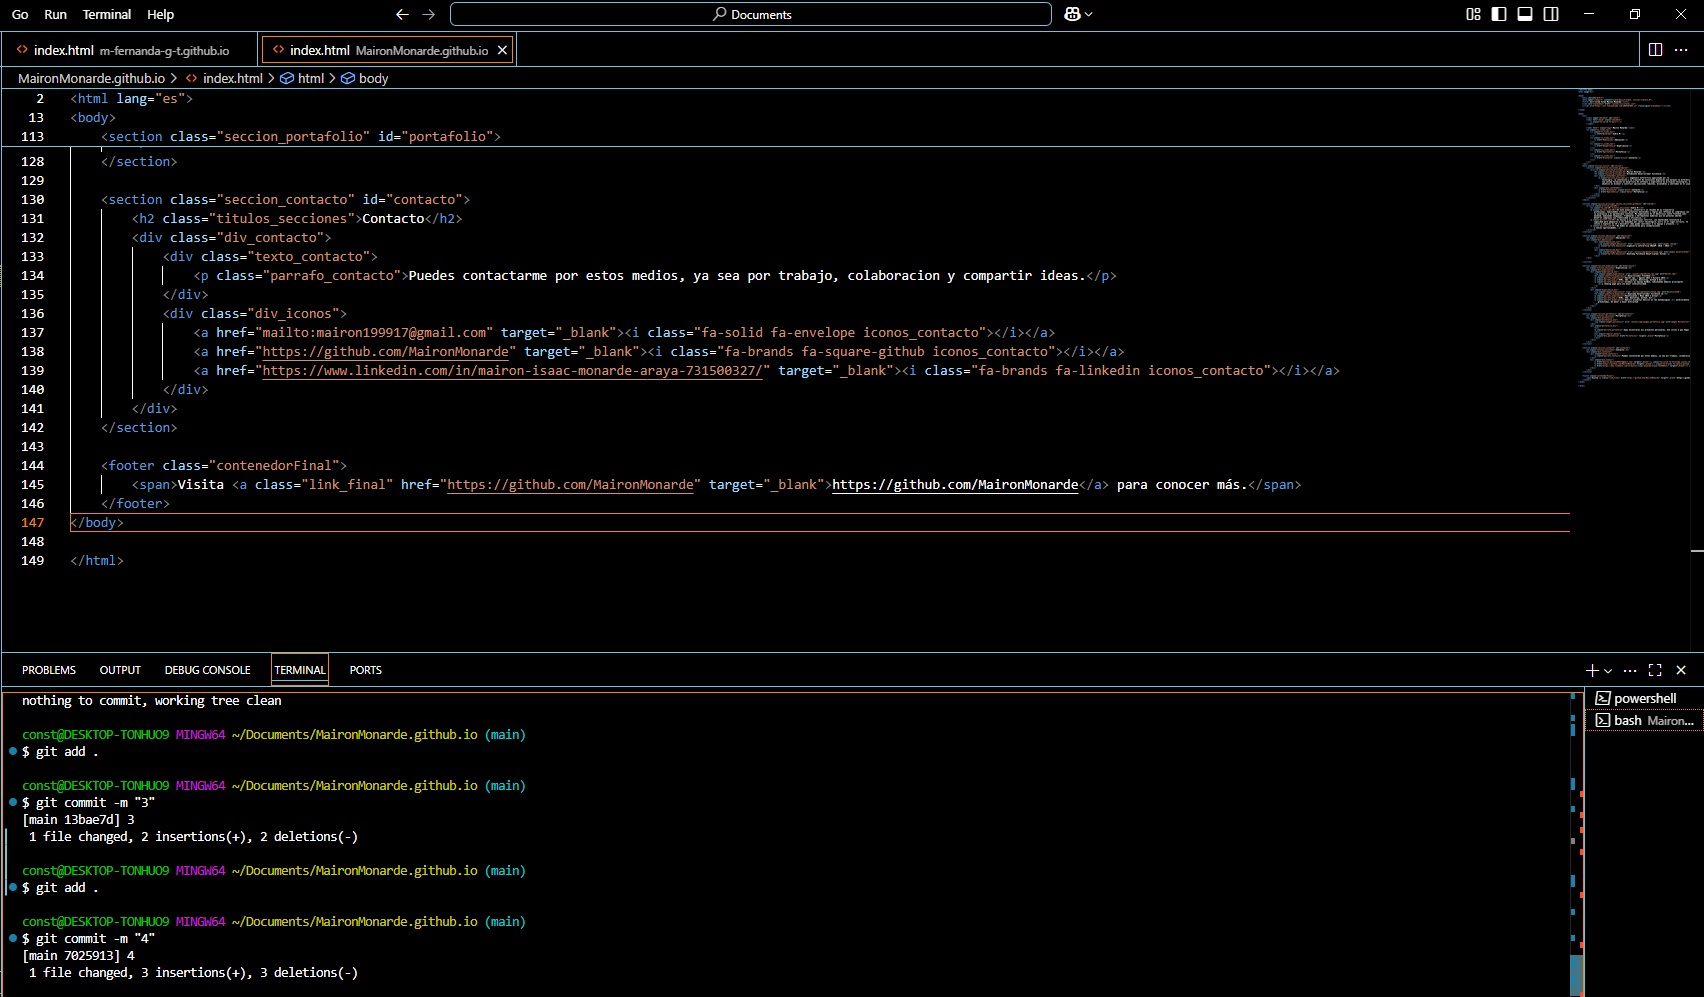 Go Run Terminal Help Documents
index.html m-fernanda-g-t.github.io index.html MaironMonarde.github.io
MaironMonarde.github.io > index.html > html > body
2 <html lang="es">
13 <body>
113 <section class="seccion_portafolio" id="portafolio">
128 </section>
129
130 <section class="seccion_contacto" id="contacto">
131 <h2 class="titulos_secciones">Contacto</h2>
132 <div class="div_contacto">
133 <div class="texto_contacto">
134 <p class="parrafo_contacto">Puedes contactarme por estos medios, ya sea por trabajo, colaboracion y compartir ideas.</p>
135 </div>
136 <div class="div_iconos">
137 <a href="mailto:mairon199917@gmail.com" target="_blank"><i class="fa-solid fa-envelope iconos_contacto"></i></a>
138 <a href="https://github.com/MaironMonarde" target="_blank"><i class="fa-brands fa-square-github iconos_contacto"></i></a>
139 <a href="https://www.linkedin.com/in/mairon-isaac-monarde-araya-731500327/" target="_blank"><i class="fa-brands fa-linkedin iconos_contacto"></i></a>
140 </div>
141 </div>
142 </section>
143
144 <footer class="contenedorFinal">
145 <span>Visita <a class="link_final" href="https://github.com/MaironMonarde" target="_blank">https://github.com/MaironMonarde</a> para conocer más.</span>
146 </footer>
147 </body>
148
149 </html>
PROBLEMS OUTPUT DEBUG CONSOLE TERMINAL PORTS
powershell
bash Mairon...
nothing to commit, working tree clean
const@DESKTOP-TONHUO9 MINGW64 ~/Documents/MaironMonarde.github.io (main)
$ git add .
const@DESKTOP-TONHUO9 MINGW64 ~/Documents/MaironMonarde.github.io (main)
$ git commit -m "3"
[main 13bae7d] 3
1 file changed, 2 insertions(+), 2 deletions(-)
const@DESKTOP-TONHUO9 MINGW64 ~/Documents/MaironMonarde.github.io (main)
$ git add .
const@DESKTOP-TONHUO9 MINGW64 ~/Documents/MaironMonarde.github.io (main)
$ git commit -m "4"
[main 7025913] 4
1 file changed, 3 insertions(+), 3 deletions(-)